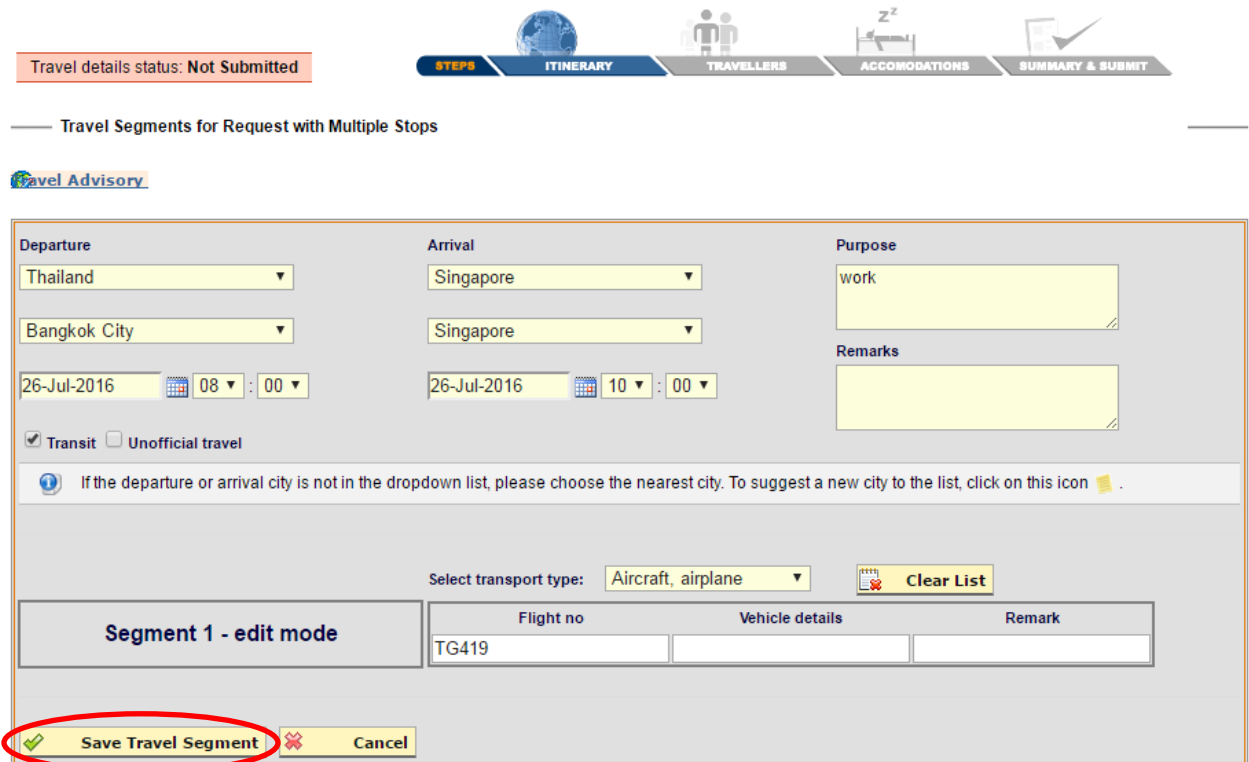 Z Z
Travel details status: Not Submitted
STEPS ITINERARY TRAVELLERS ACCOMODATIONS SUMMARY & SUBMIT
Travel Segments for Request with Multiple Stops
avel Advisory
Departure Arrival Purpose
Thailand Singapore work
Bangkok City Singapore
Remarks
26-Jul-2016 08 : 00 26-Jul-2016 10 : 00
Transit Unofficial travel
If the departure or arrival city is not in the dropdown list, please choose the nearest city. To suggest a new city to the list, click on this icon .
Select transport type: Aircraft, airplane Clear List
Segment 1 - edit mode
Flight no Vehicle details Remark
TG419
Save Travel Segment Cancel